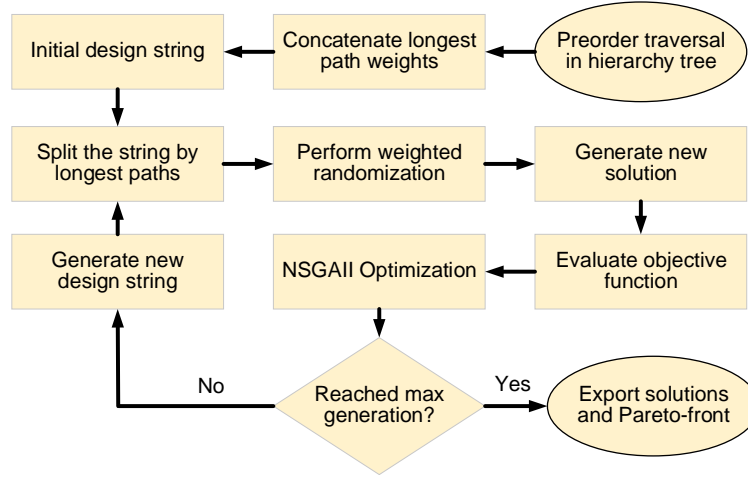 Initial design string
Concatenate longest
path weights
Preorder traversal
in hierarchy tree
Split the string by
longest paths
Perform weighted
randomization
Generate new
solution
Generate new
design string
NSGAII Optimization
Evaluate objective
function
No
Reached max
generation?
Yes
Export solutions
and Pareto-front